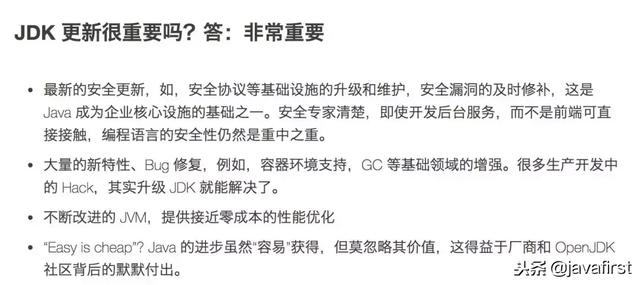 JDK 更新很重要吗？答：非常重要
• 最新的安全更新，如，安全协议等基础设施的升级和维护，安全漏洞的及时修补，这是
Java 成为企业核心设施的基础之一。安全专家清楚，即使开发后台服务，而不是前端可直
接接触，编程语言的安全性仍然是重中之重。
• 大量的新特性、Bug 修复，例如，容器环境支持，GC 等基础领域的增强。很多生产开发中
的 Hack，其实升级 JDK 就能解决了。
• 不断改进的 JVM，提供接近零成本的性能优化
• “Easy is cheap”? Java 的进步虽然“容易”获得，但莫忽略其价值，这得益于厂商和 OpenJDK
社区背后的默默付出。
头条 @javafirst